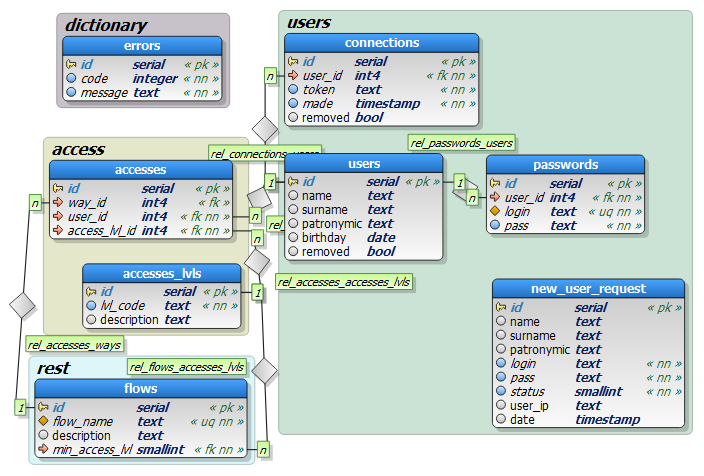 dictionary
errors
id serial « pk »
code integer « nn »
message text « nn »
users
connections
id serial « pk »
user_id int4 « fk nn »
token text « nn »
made timestamp « nn »
removed bool
rel_passwords_users
access
accesses
id serial « pk »
way_id int4 « fk »
user_id int4 « fk nn »
access_lvl_id int4 « fk nn »
n
n
n
n
1
users
id serial « pk »
name text
surname text
patronymic text
birthday date
removed bool
1
n
passwords
id serial « pk »
user_id int4 « fk nn »
login text « uq nn »
pass text « nn »
accesses_lvls
id serial « pk »
lvl_code text « nn »
description text
1
rel_accesses_accesses_lvls
new_user_request
id serial « pk »
name text
surname text
patronymic text
login text « nn »
pass text « nn »
status smallint « nn »
user_ip text
date timestamp
rel_accesses_ways
rel_flows_accesses_lvls
rest
flows
id serial « pk »
flow_name text « uq nn »
description text
min_access_lvl smallint « fk nn »
1
n